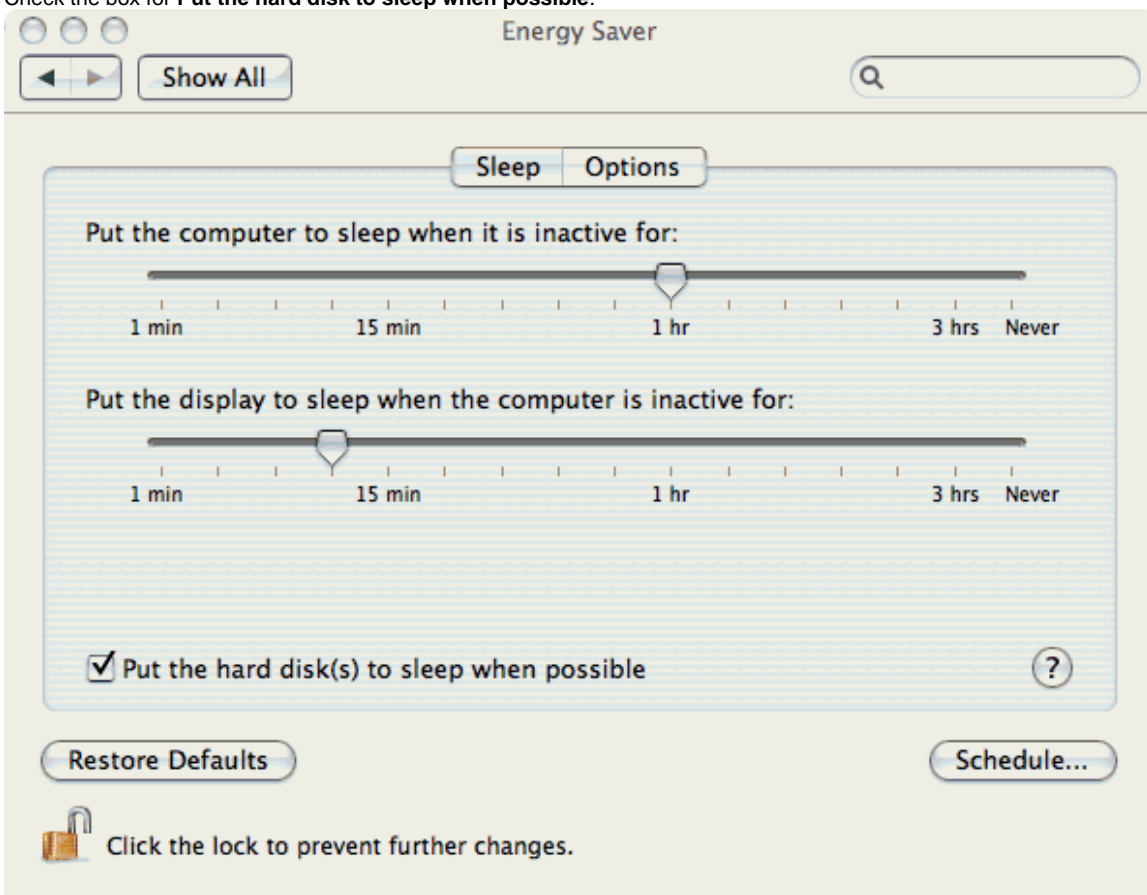 Check the box for Put the hard disk to sleep when possible.
Energy Saver
Show All
Sleep Options
Put the computer to sleep when it is inactive for:
1 min 15 min 1 hr 3 hrs Never
Put the display to sleep when the computer is inactive for:
1 min 15 min 1 hr 3 hrs Never
Put the hard disk(s) to sleep when possible
?
Restore Defaults Schedule...
Click the lock to prevent further changes.